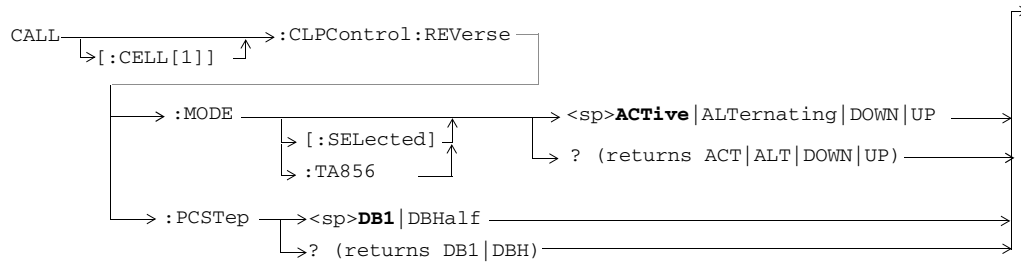 CALL :CLPControl:REVerse
[:CELL[1]]
:MODE <sp>ACTive|ALTernating|DOWN|UP
[:SELected]
? (returns ACT|ALT|DOWN|UP)
:TA856
:PCSTep <sp>DB1|DBHalf
? (returns DB1|DBH)